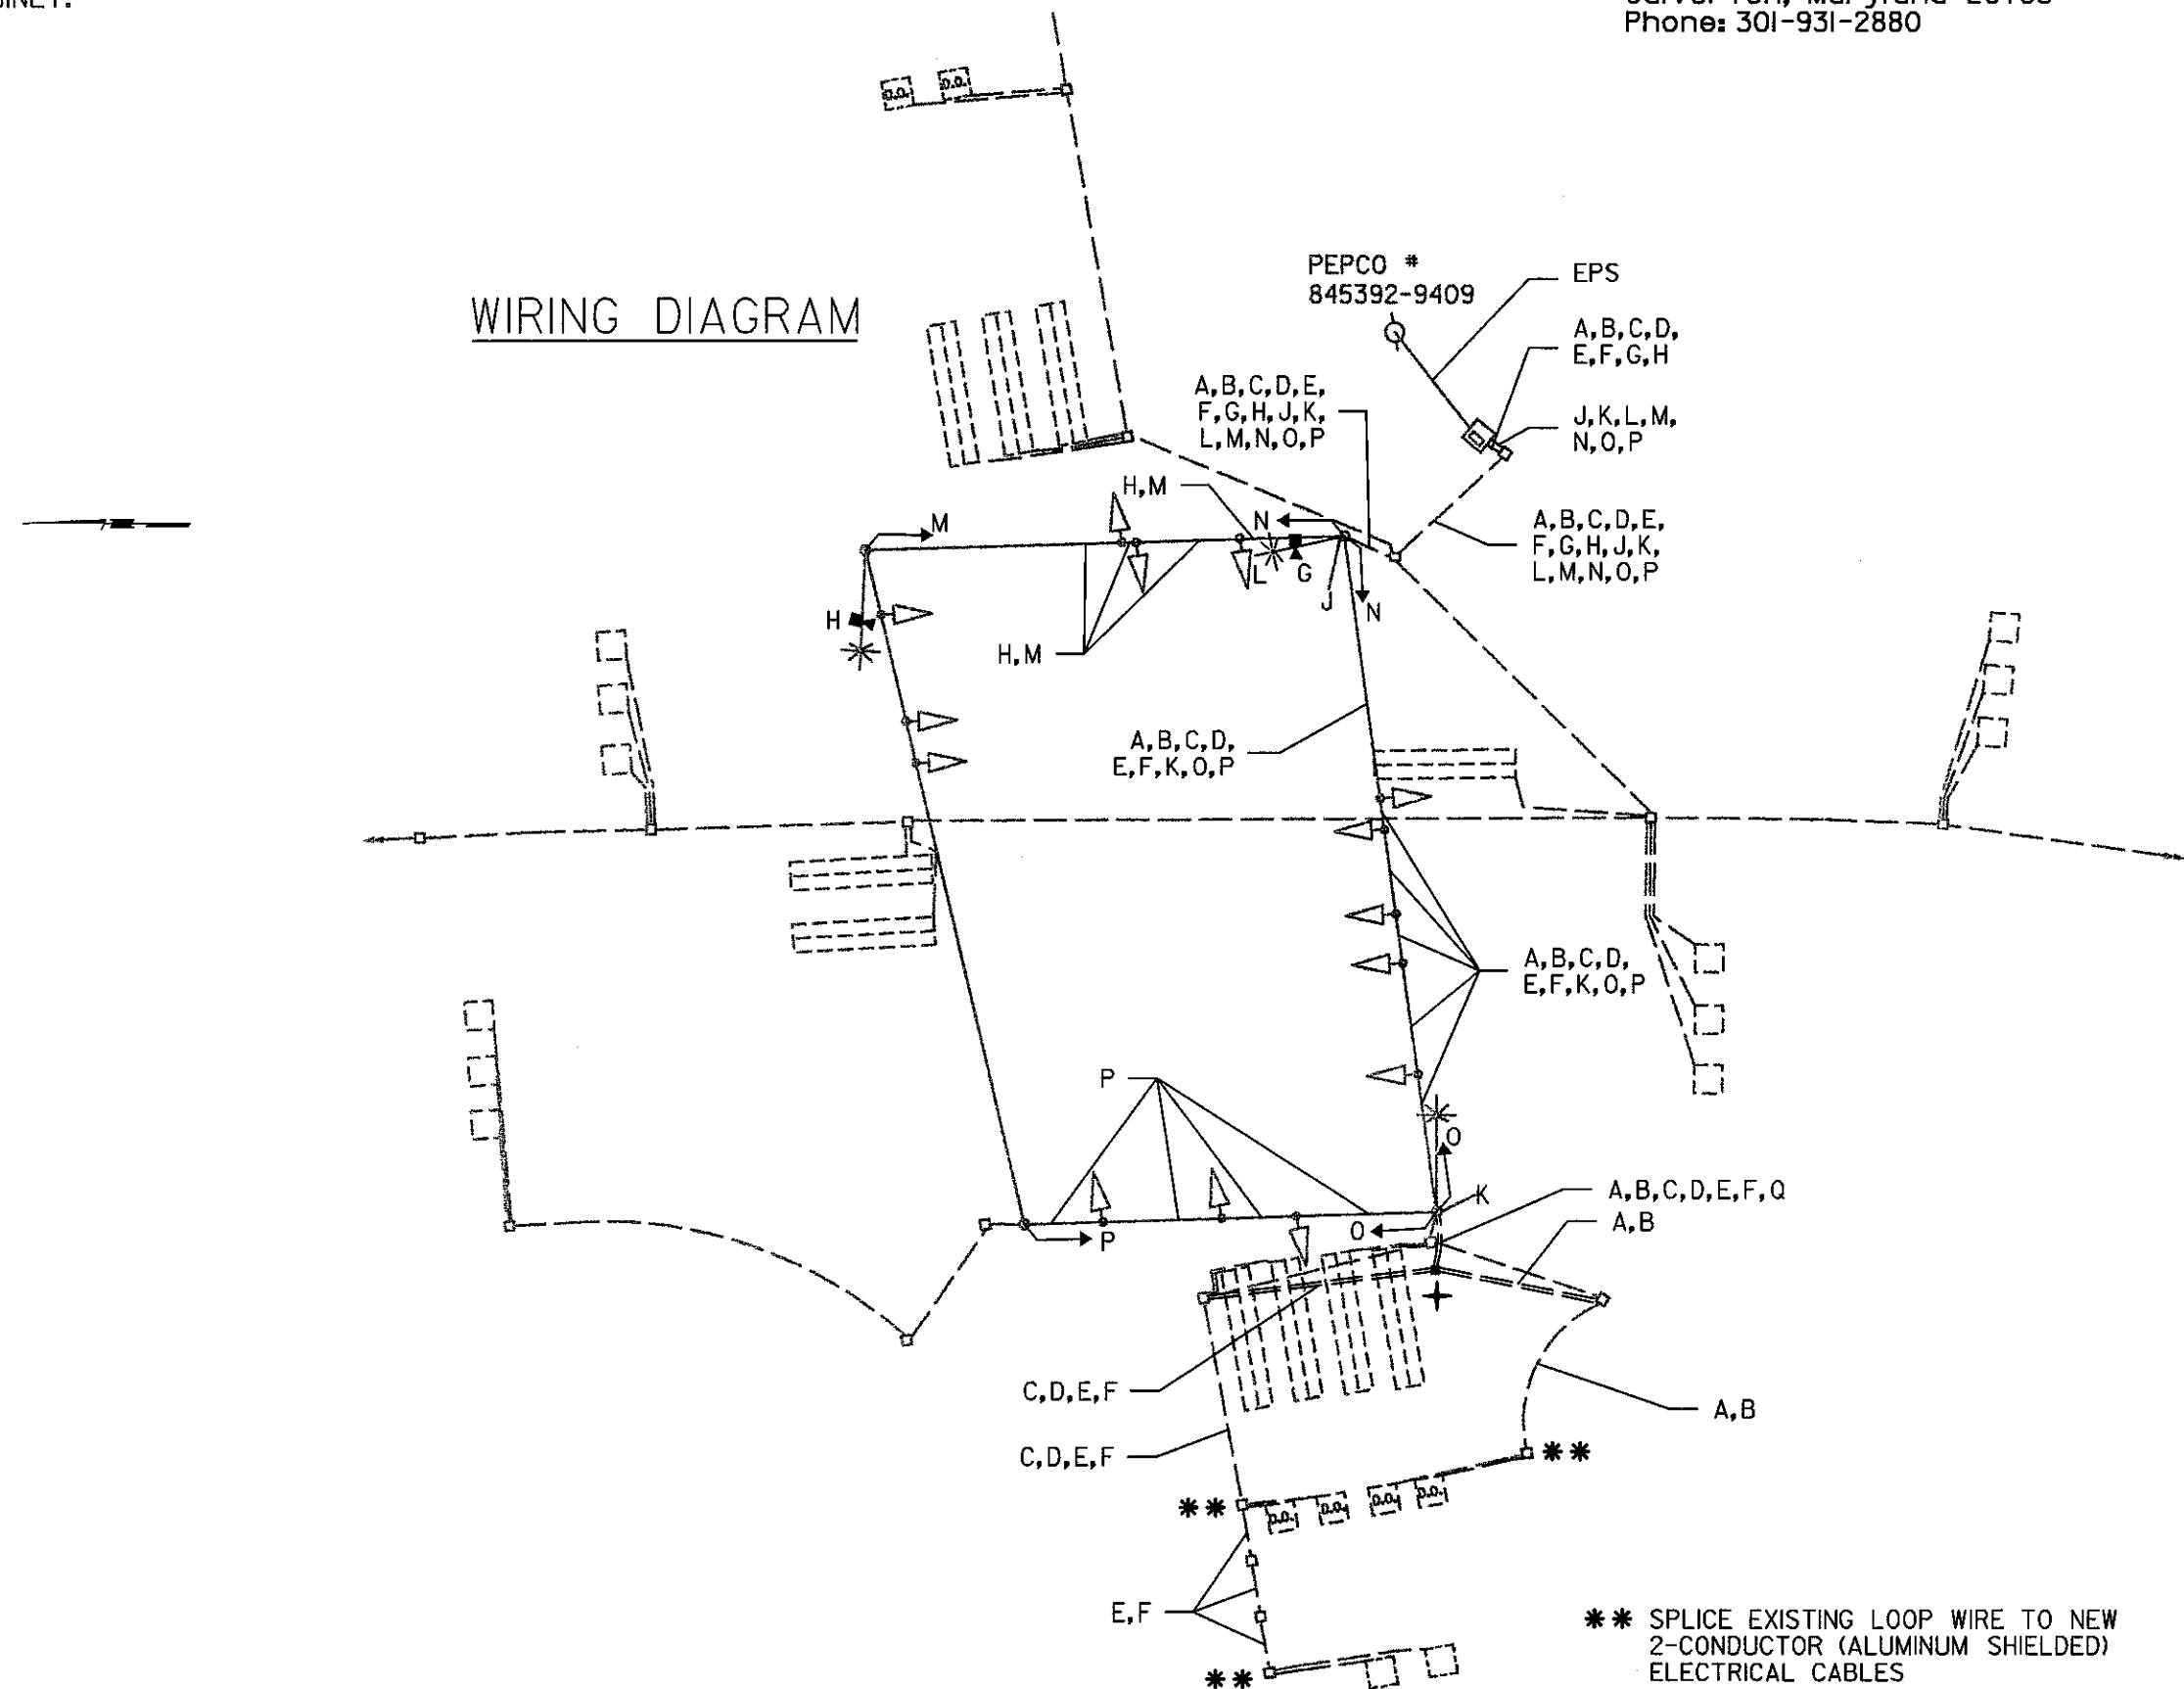 Phone: 301-931-2880
D.O.
D.O.
WIRING DIAGRAM
PEPCO #
845392-9409
EPS
A,B,C,D,
E,F,G,H
A,B,C,D,E,
F,G,H,J,K,
L,M,N,O,P
J,K,L,M,
N,O,P
H,M
M
N
A,B,C,D,E,
F,G,H,J,K,
L,M,N,O,P
L
G
J
N
H
H,M
A,B,C,D,
E,F,K,O,P
A,B,C,D,
E,F,K,O,P
P
O
K
A,B,C,D,E,F,Q
A,B
O
P
C,D,E,F
A,B
C,D,E,F
**
**
D.O.
D.O.
D.O.
D.O.
E,F
**
** SPLICE EXISTING LOOP WIRE TO NEW
2-CONDUCTOR (ALUMINUM SHIELDED)
ELECTRICAL CABLES